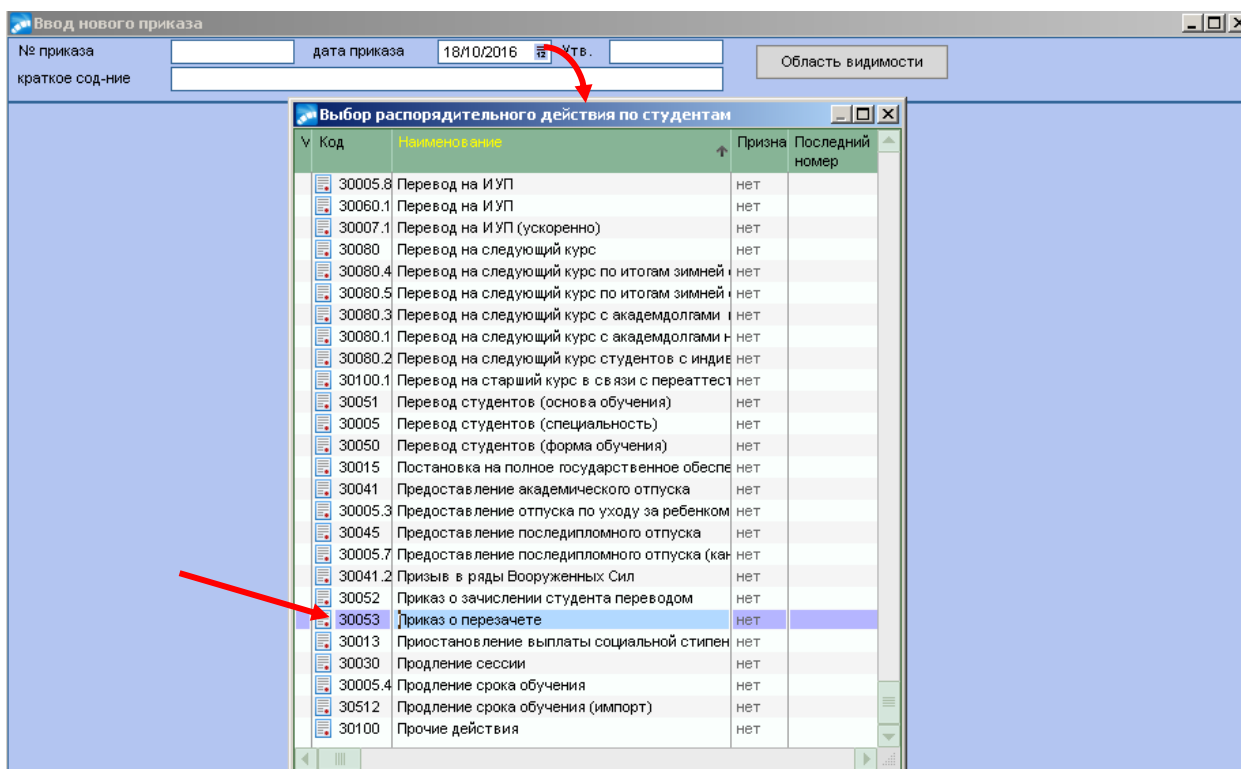 Ввод нового приказа
№ приказа дата приказа 18/10/2016 Утв. Область видимости
краткое сод-ние
Выбор распорядительного действия по студентам
V Код Наименование Призна Последний номер
30005.8 Перевод на ИУП нет
30060.1 Перевод на ИУП нет
30007.1 Перевод на ИУП (ускоренно) нет
30080 Перевод на следующий курс нет
30080.4 Перевод на следующий курс по итогам зимней нет
30080.5 Перевод на следующий курс по итогам зимней нет
30080.3 Перевод на следующий курс с академдолгами нет
30080.1 Перевод на следующий курс с академдолгами н нет
30080.2 Перевод на следующий курс студентов с индив нет
30100.1 Перевод на старший курс в связи с переаттест нет
30051 Перевод студентов (основа обучения) нет
30005 Перевод студентов (специальность) нет
30050 Перевод студентов (форма обучения) нет
30015 Постановка на полное государственное обеспе нет
30041 Предоставление академического отпуска нет
30005.3 Предоставление отпуска по уходу за ребенком нет
30045 Предоставление последипломного отпуска нет
30005.7 Предоставление последипломного отпуска (кан нет
30041.2 Призыв в ряды Вооруженных Сил нет
30052 Приказ о зачислении студента переводом нет
30053 Приказ о перезачете нет
30013 Приостановление выплаты социальной стипен нет
30030 Продление сессии нет
30005.4 Продление срока обучения нет
30512 Продление срока обучения (импорт) нет
30100 Прочие действия нет